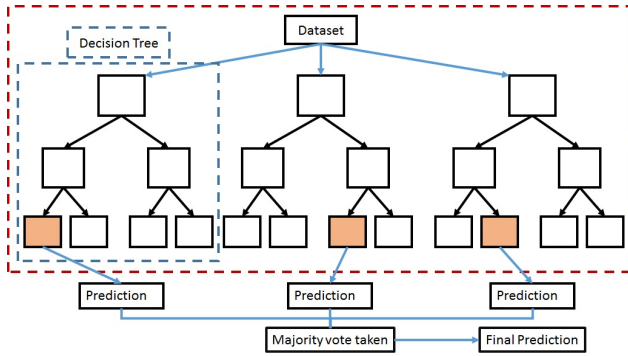 Dataset
Decision Tree
Prediction
Prediction
Prediction
Majority vote taken
Final Prediction